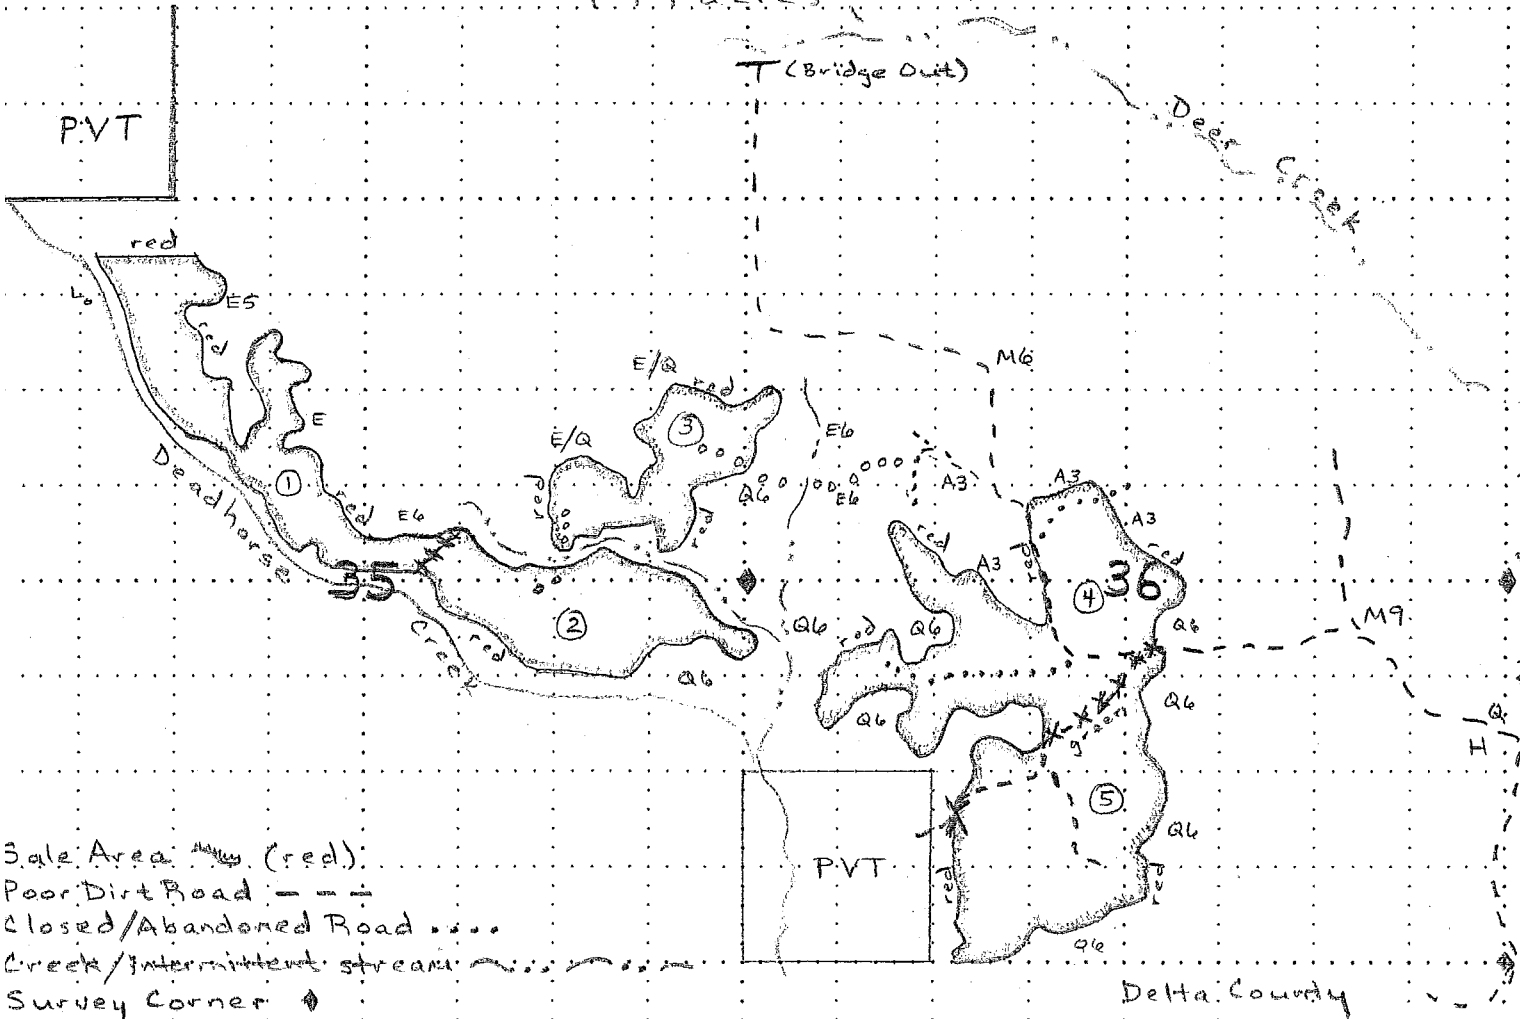 T (Bridge Out)
PVT
Deer Creek
red
L.
E5
red
M6
E/Q
red
3
E
E/Q
E6
A3
A3
1
Deadhorse
red
Q6
E6
A3
red
E6
red
red
red
A3
red
35
4
36
2
Q6
red
Q6
Q6
M9
Creek
red
Q6
Q6
Q6
green
Q
H
5
Q6
PVT
red
red
Q6
Sale Area (red)
Poor Dirt Road
Closed/Abandoned Road
Creek/Intermittent stream
Survey Corner
Delta County